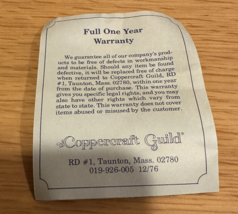 Full One Year
Warranty
We guarantee all of our company's prod-
ucts to be free of defects in workmanship
and materials. Should any item be found
defective, it will be replaced free of charge
when returned to Coppercraft Guild, RD
#1, Taunton, Mass. 02780, within one year
from the date of purchase. This warranty
gives you specific legal rights, and you may
also have other rights which vary from
state to state. This warranty does not cover
items abused or misused by the customer.
Coppercraft Guild®
RD #1, Taunton, Mass. 02780
019-926-005 12/76